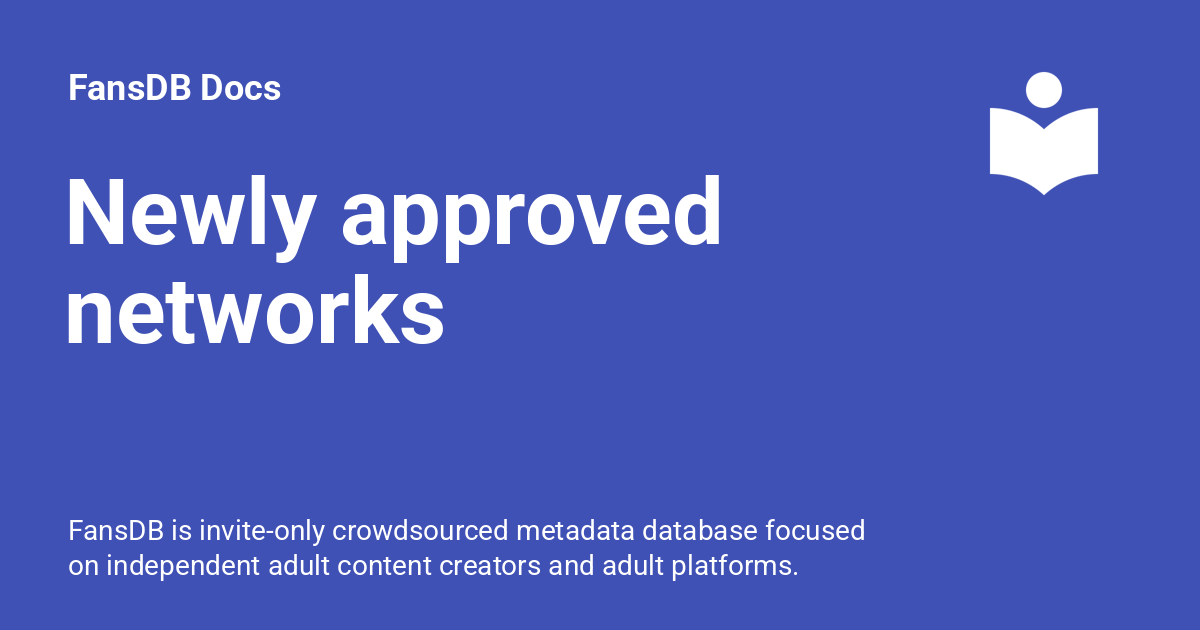 FansDB Docs
Newly approved
networks
FansDB is invite-only crowdsourced metadata database focused
on independent adult content creators and adult platforms.